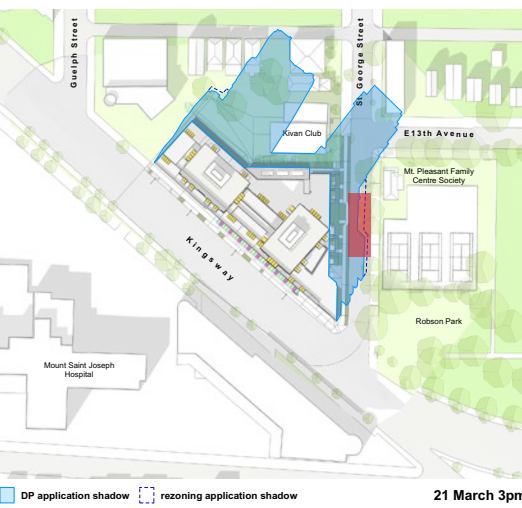 Guelph Street
St. George Street
Kivan Club
E13th Avenue
Mt. Pleasant Family
Centre Society
Kingsway
Robson Park
Mount Saint Joseph
Hospital
DP application shadow
rezoning application shadow
21 March 3pm